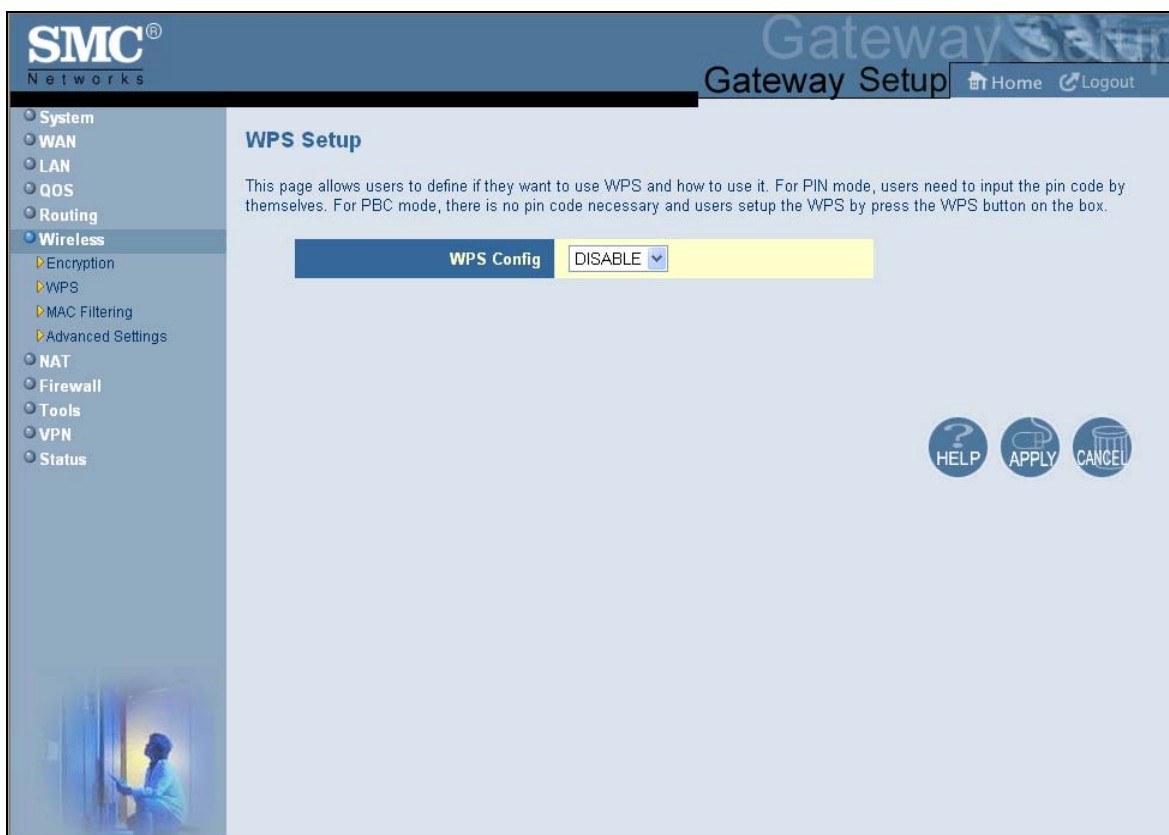 SMC®
Networks
Gateway Setup
Gateway Setup
Home
Logout
System
WAN
LAN
QOS
Routing
Wireless
Encryption
WPS
MAC Filtering
Advanced Settings
NAT
Firewall
Tools
VPN
Status
WPS Setup
This page allows users to define if they want to use WPS and how to use it. For PIN mode, users need to input the pin code by
themselves. For PBC mode, there is no pin code necessary and users setup the WPS by press the WPS button on the box.
WPS Config
DISABLE
HELP
APPLY
CANCEL